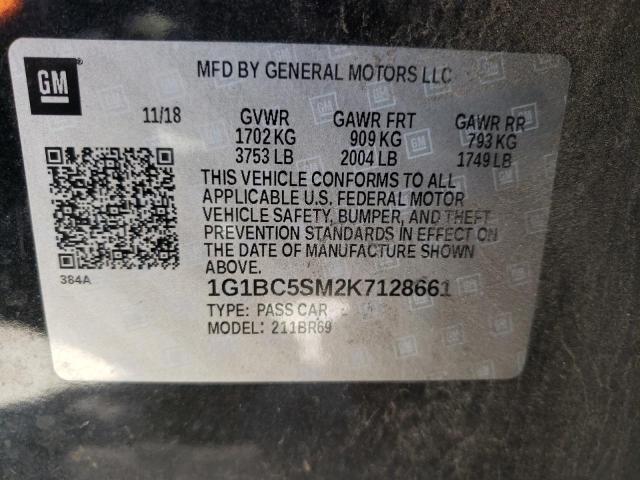 GM
MFD BY GENERAL MOTORS LLC
11/18 GVWR GAWR FRT GAWR RR
1702 KG 909 KG 793 KG
3753 LB 2004 LB 1749 LB
THIS VEHICLE CONFORMS TO ALL
APPLICABLE U.S. FEDERAL MOTOR
VEHICLE SAFETY, BUMPER, AND THEFT
PREVENTION STANDARDS IN EFFECT ON
THE DATE OF MANUFACTURE SHOWN
ABOVE.
384A
1G1BC5SM2K7128661
TYPE: PASS CAR
MODEL: 211BR69